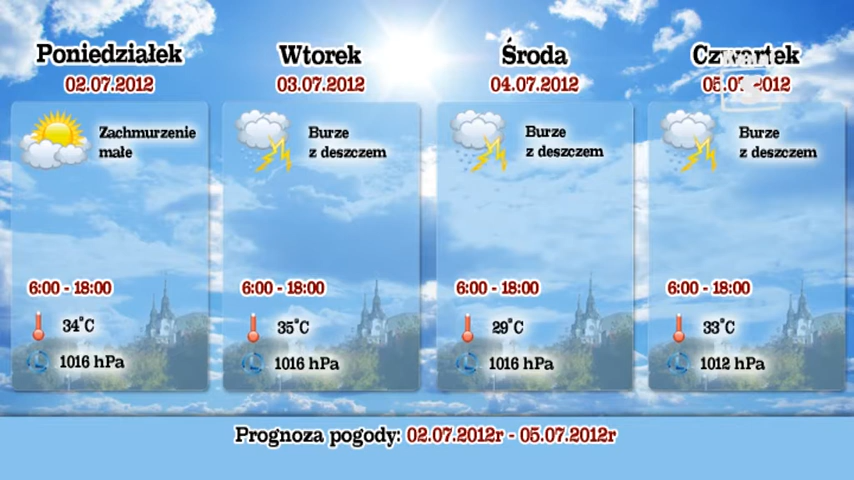 Poniedziałek
02.07.2012
Zachmurzenie
małe
6:00 - 18:00
34°C
1016 hPa
Wtorek
03.07.2012
Burze
z deszczem
6:00 - 18:00
35°C
1016 hPa
Środa
04.07.2012
Burze
z deszczem
6:00 - 18:00
29°C
1016 hPa
Czwartek
05.07.2012
Burze
z deszczem
6:00 - 18:00
33°C
1012 hPa
Prognoza pogody: 02.07.2012r - 05.07.2012r